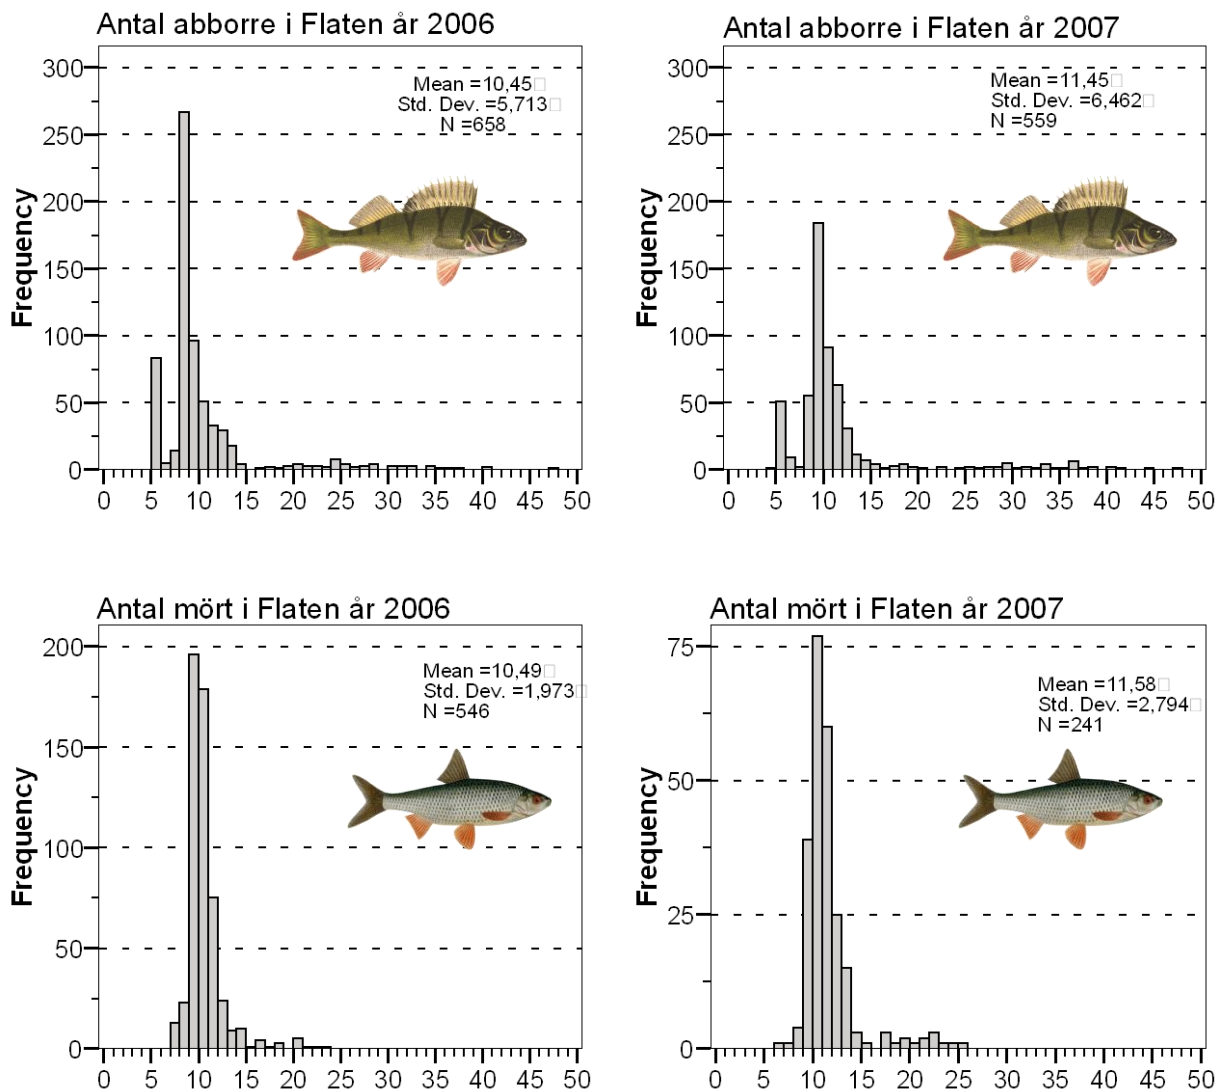 Antal abborre i Flaten år 2006
300
250
200
150
100
50
0
Frequency
Mean =10,45
Std. Dev. =5,713
N =658
0 5 10 15 20 25 30 35 40 45 50
Antal abborre i Flaten år 2007
300
250
200
150
100
50
0
Frequency
Mean =11,45
Std. Dev. =6,462
N =559
0 5 10 15 20 25 30 35 40 45 50
Antal mört i Flaten år 2006
200
150
100
50
0
Frequency
Mean =10,49
Std. Dev. =1,973
N =546
0 5 10 15 20 25 30 35 40 45 50
Antal mört i Flaten år 2007
75
50
25
0
Frequency
Mean =11,58
Std. Dev. =2,794
N =241
0 5 10 15 20 25 30 35 40 45 50